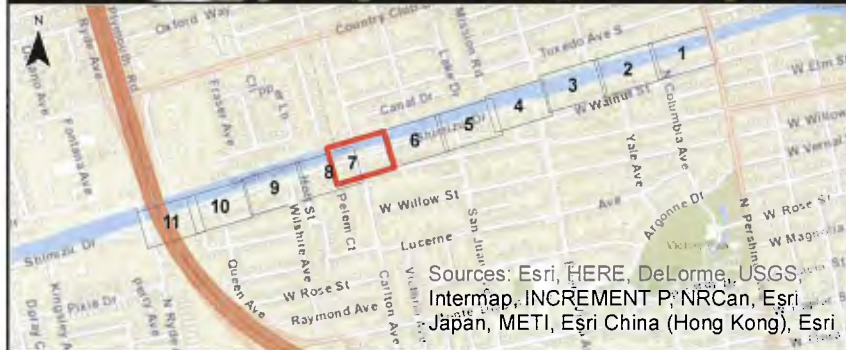 N
Oxford Way
Country Club
Ryde Ave
Plymouth Rd
Mission Rd
Tuxedo Ave S
Fontana Ave
Fraser Ave
Lake Dr
Canal Dr
W Elm St
W Walnut St
N Columbia Ave
W Willow
Yale Ave
1
2
3
4
5
6
7
8
9
10
11
Shimizu Dr
W Willow St
Pelem Ct
Wilshire Ave
Argonne Dr
Ave
Lucerne
San Juan
N Pershing
W Rose St
W Magnolia
Shimizu Dr
Queen Ave
W Rose St
Raymond Ave
Carlton Ave
Pixie Dr
Kingsley A
N Ryde A
Sources: Esri, HERE, DeLorme, USGS
Intermap, INCREMENT P, NRCan, Esri
Japan, METI, Esri China (Hong Kong), Esri